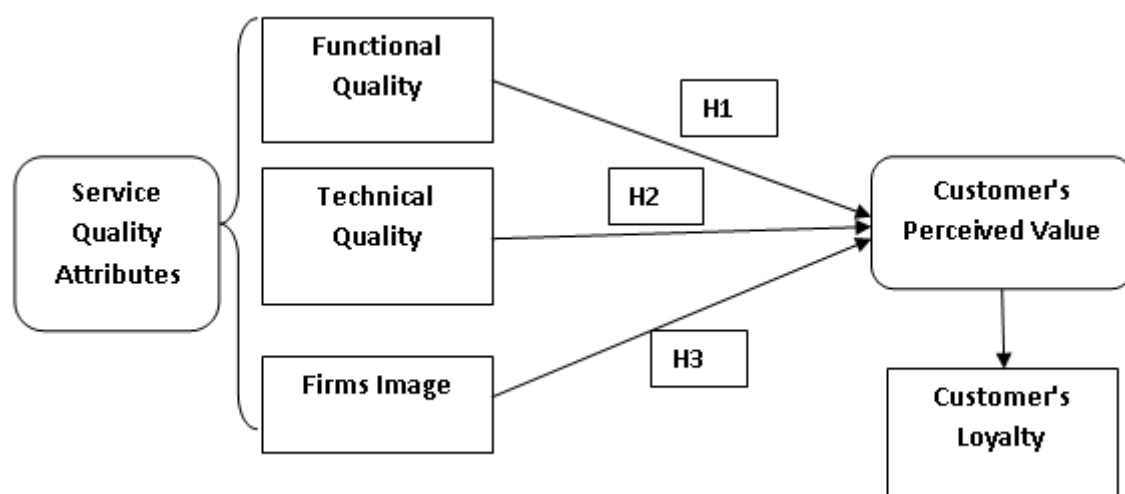 Functional
Quality
H1
Service
Quality
Attributes
Technical
Quality
H2
Customer's
Perceived Value
H3
Firms Image
Customer's
Loyalty